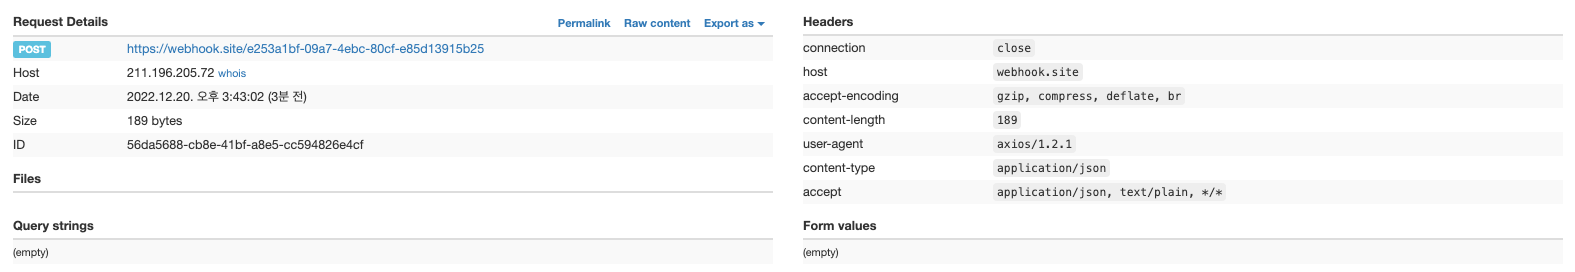 Request Details Permalink Raw content Export as
POST https://webhook.site/e253a1bf-09a7-4ebc-80cf-e85d13915b25
Host 211.196.205.72 whois
Date 2022.12.20. 오후 3:43:02 (3분 전)
Size 189 bytes
ID 56da5688-cb8e-41bf-a8e5-cc594826e4cf
Files
Query strings
(empty)
Headers
connection close
host webhook.site
accept-encoding gzip, compress, deflate, br
content-length 189
user-agent axios/1.2.1
content-type application/json
accept application/json, text/plain, */*
Form values
(empty)